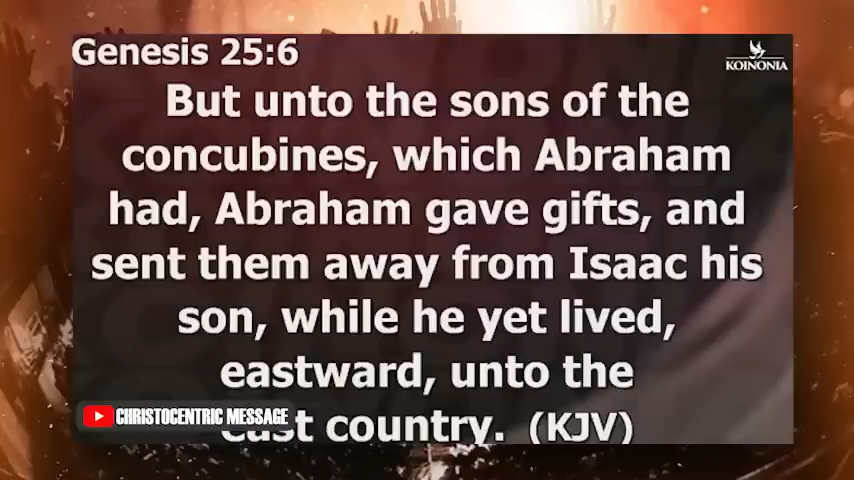 Genesis 25:6
KOINONIA
But unto the sons of the
concubines, which Abraham
had, Abraham gave gifts, and
sent them away from Isaac his
son, while he yet lived,
eastward, unto the
east country. (KJV)
CHRISTOCENTRIC MESSAGE